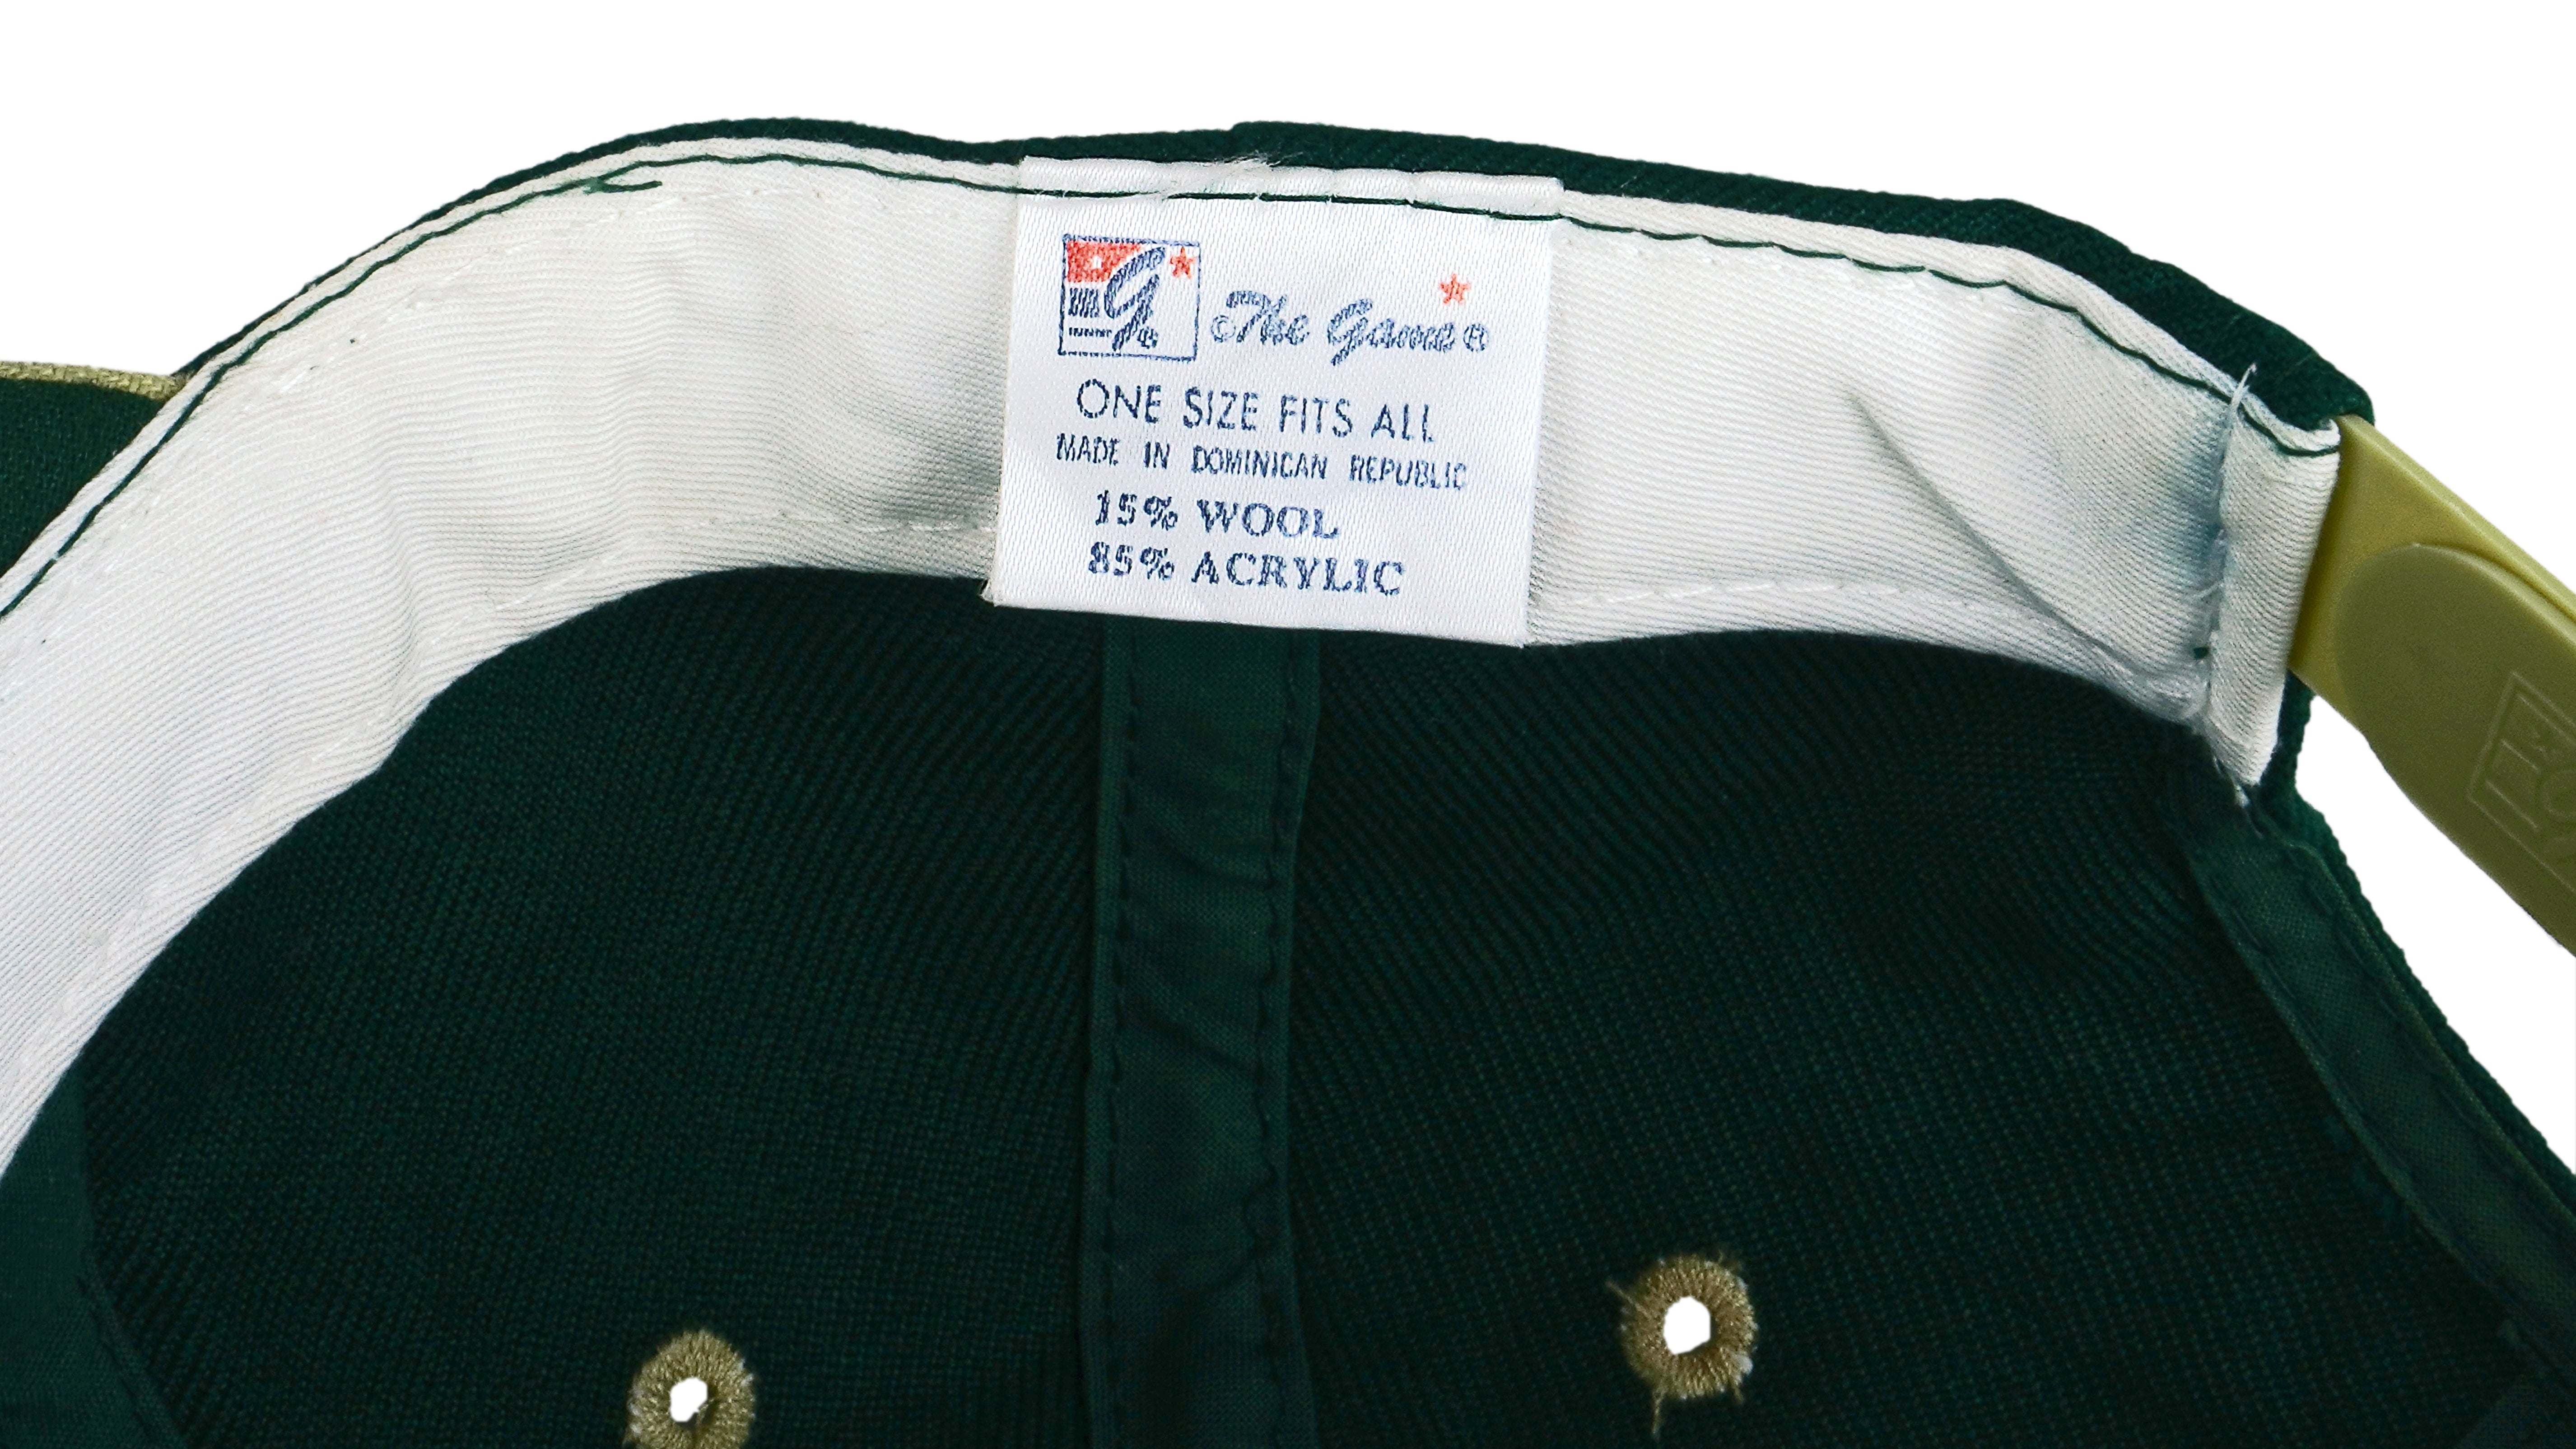 ©The Game®
ONE SIZE FITS ALL
MADE IN DOMINICAN REPUBLIC
15% WOOL
85% ACRYLIC